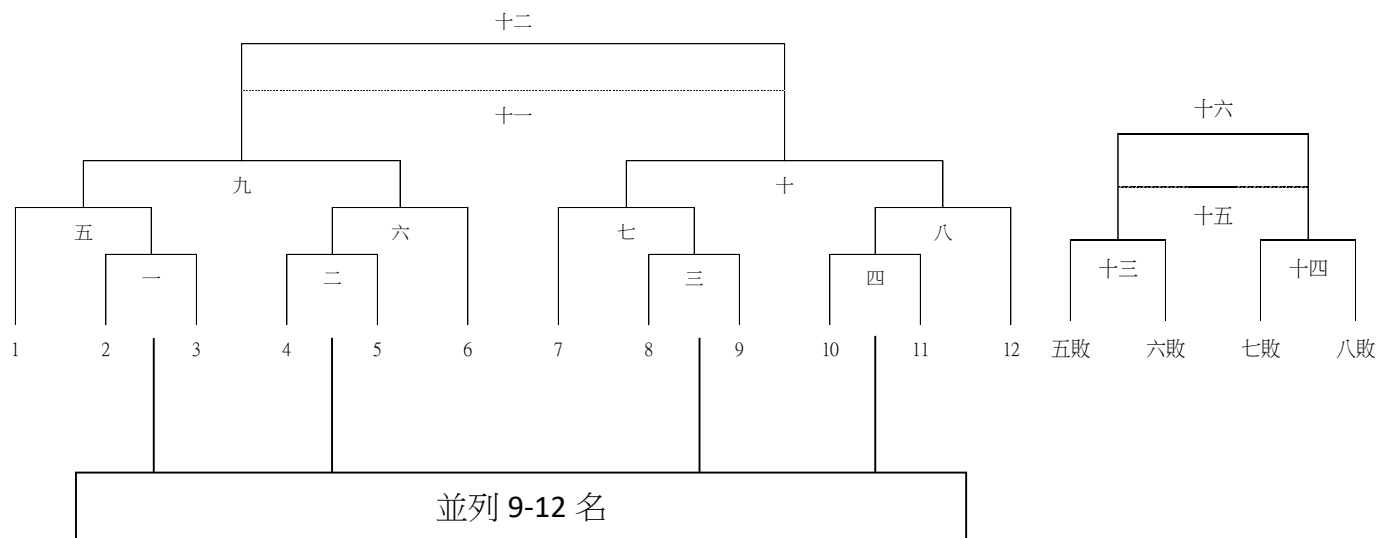 十二
十一
十六
九
十
十五
五
六
七
八
十三
十四
一
二
三
四
1 2 3 4 5 6 7 8 9 10 11 12 五敗 六敗 七敗 八敗
並列 9-12 名